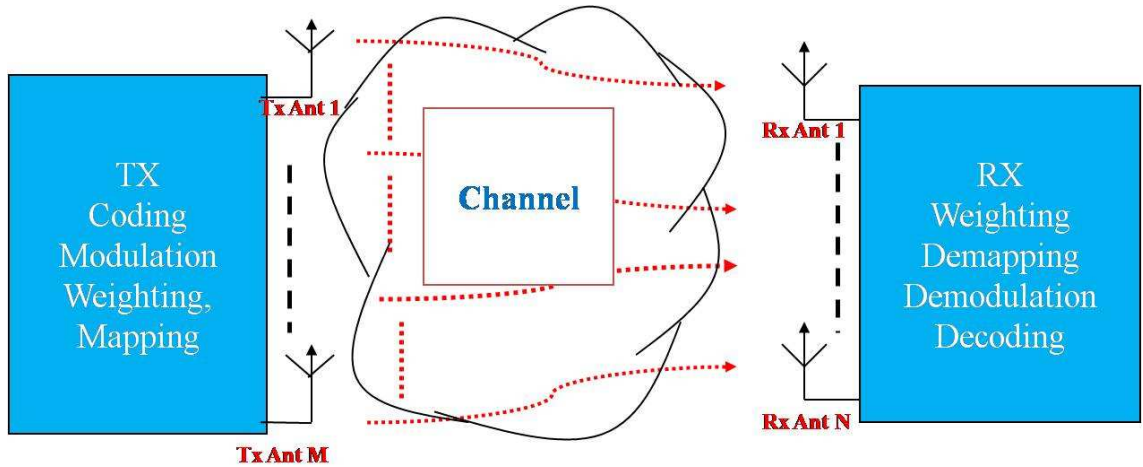 Tx Ant 1
TX
Coding
Modulation
Weighting,
Mapping
Tx Ant M
Channel
Rx Ant 1
Rx Ant N
RX
Weighting
Demapping
Demodulation
Decoding